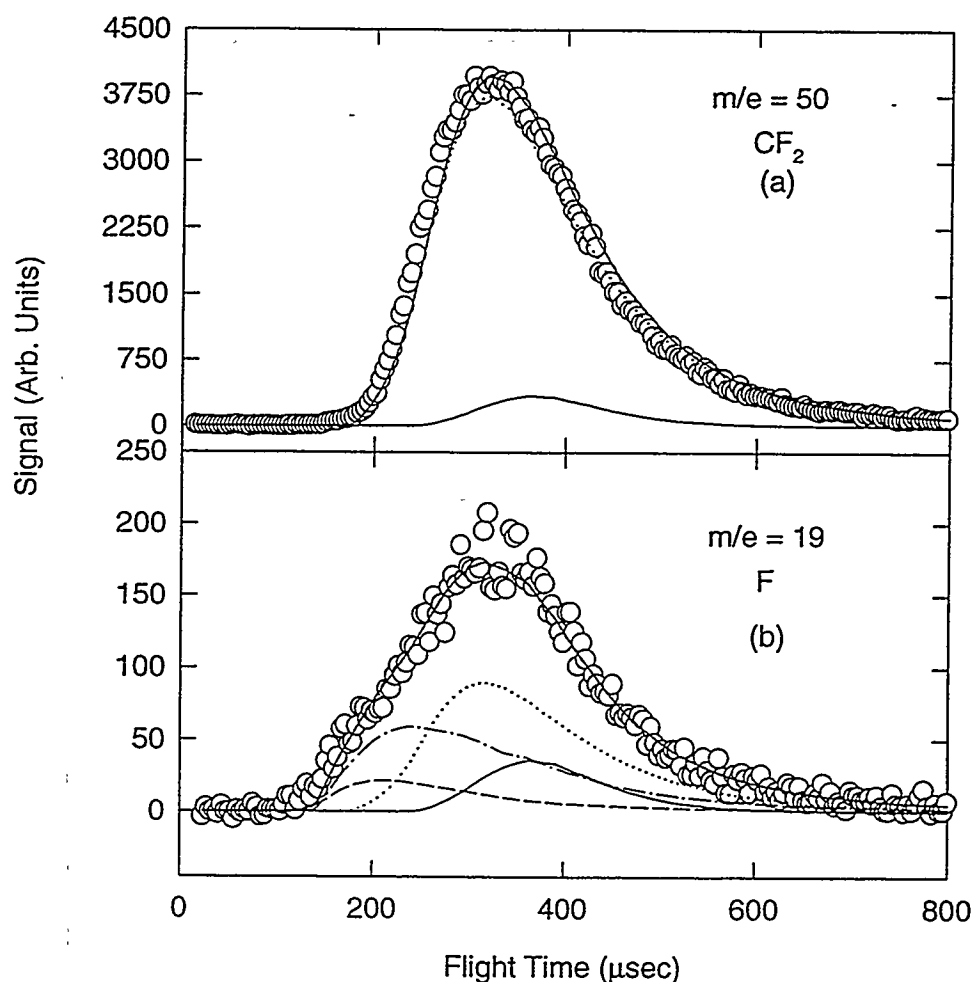 4500
3750
3000
2250
1500
750
0
m/e = 50
CF₂
(a)
Signal (Arb. Units)
250
200
150
100
50
0
m/e = 19
F
(b)
0 200 400 600 800
Flight Time (μsec)